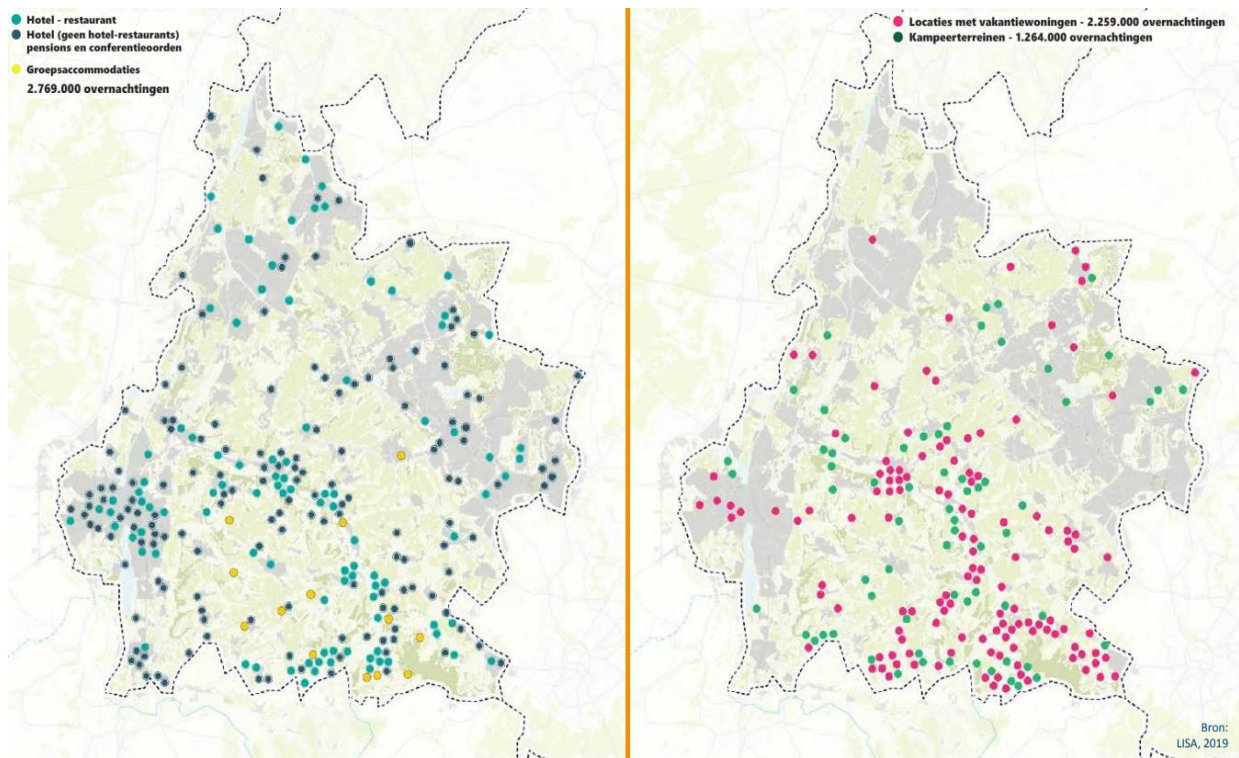 Hotel - restaurant
Hotel (geen hotel-restaurants)
pensions en conferentieoorden
Groepsaccommodaties
2.769.000 overnachtingen
Locaties met vakantiewoningen - 2.259.000 overnachtingen
Kampeerterreinen - 1.264.000 overnachtingen
Bron:
LISA, 2019